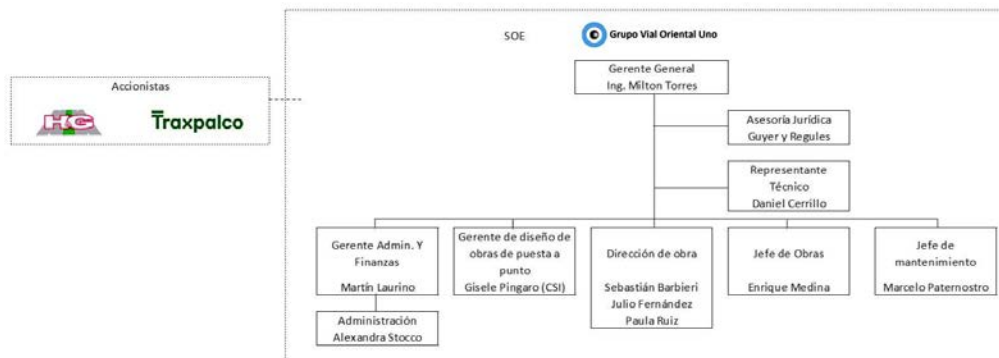 SOE
Grupo Vial Oriental Uno
Gerente General
Ing. Milton Torres
Accionistas
HG
Traxpalco
Asesoría Jurídica
Guyer y Regules
Representante
Técnico
Daniel Cerrillo
Gerente Admin. Y
Finanzas
Martín Laurino
Gerente de diseño de
obras de puesta a
punto
Gisele Pingaro (CSI)
Dirección de obra
Sebastián Barbieri
Julio Fernández
Paula Ruiz
Jefe de Obras
Enrique Medina
Jefe de
mantenimiento
Marcelo Paternostro
Administración
Alexandra Stocco